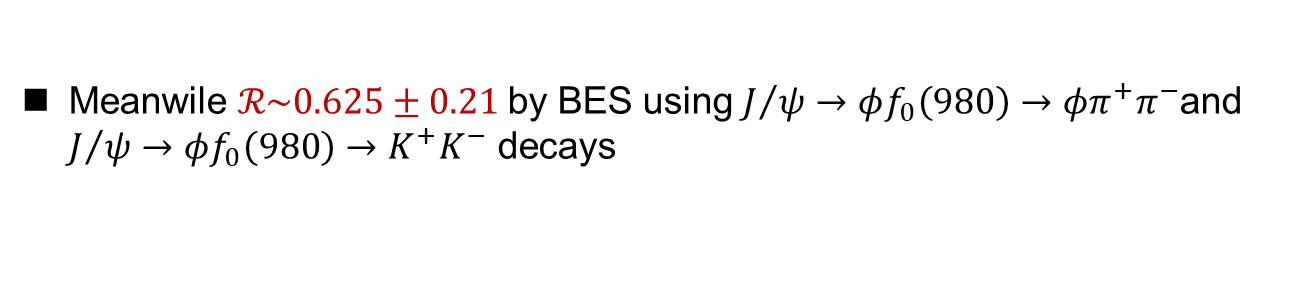 ■ Meanwile ℛ~0.625 ± 0.21 by BES using J/ψ → ϕf₀(980) → ϕπ⁺π⁻and
J/ψ → ϕf₀(980) → K⁺K⁻ decays